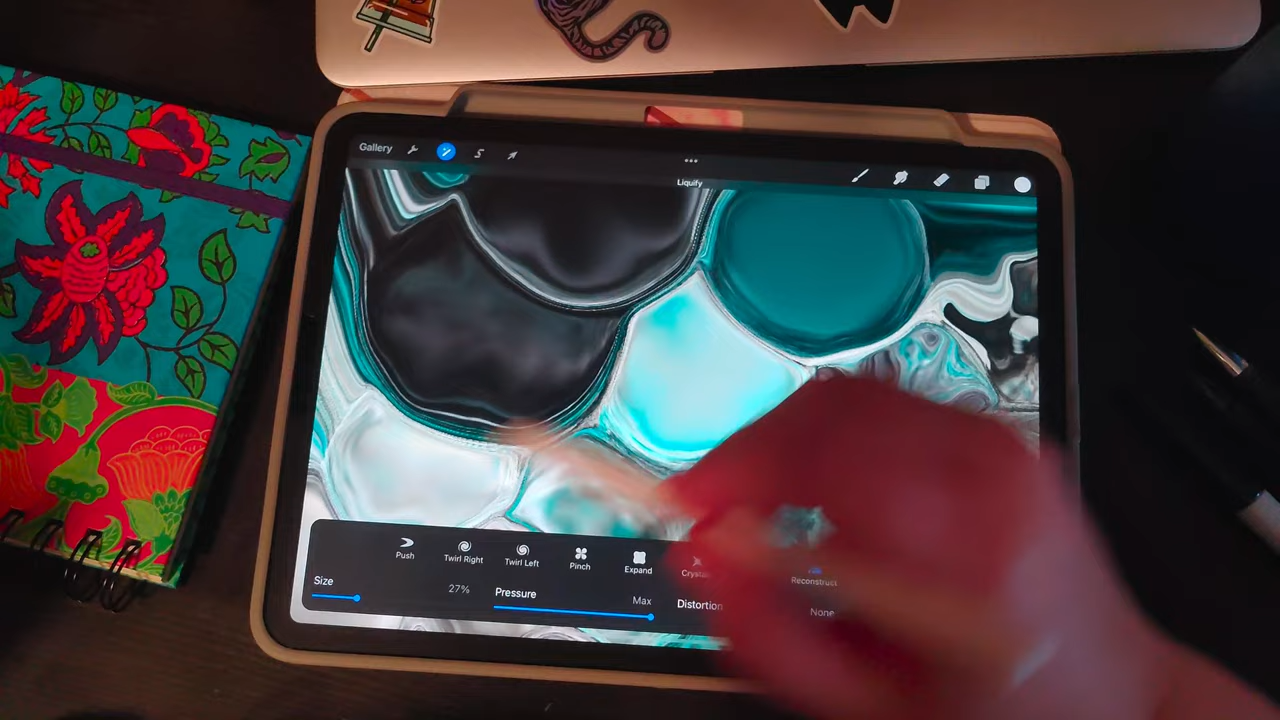 Gallery
Liquify
Push
Twirl Right
Twirl Left
Pinch
Expand
Reconstruct
Size
27%
Pressure
Max
Distortion
None